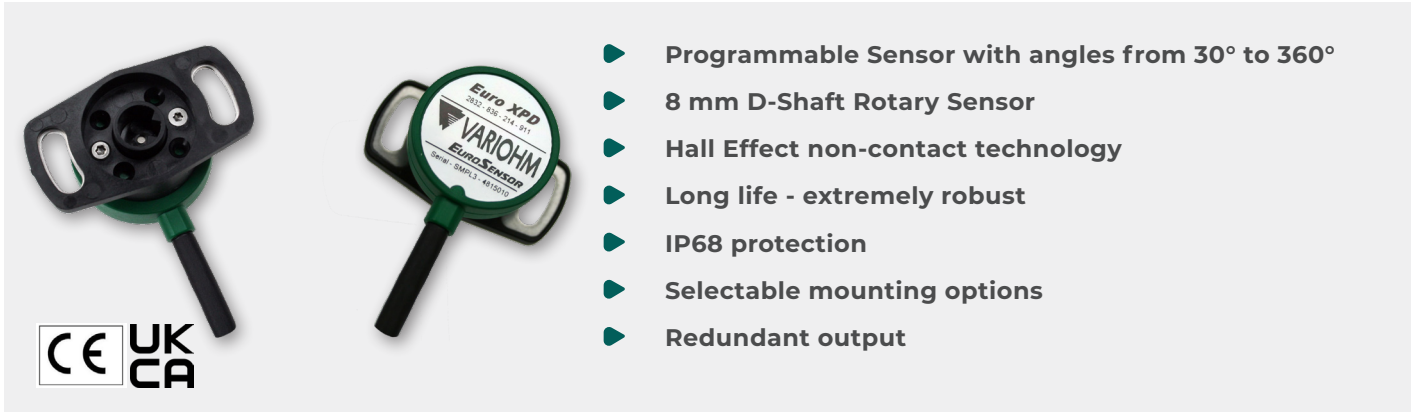 Euro XPD
2832 - 836 - 214 - 911
VARIOHM
EUROSENSOR
Serial - SMPL3 - 4815010
CE
UK
CA
Programmable Sensor with angles from 30° to 360°
8 mm D-Shaft Rotary Sensor
Hall Effect non-contact technology
Long life - extremely robust
IP68 protection
Selectable mounting options
Redundant output